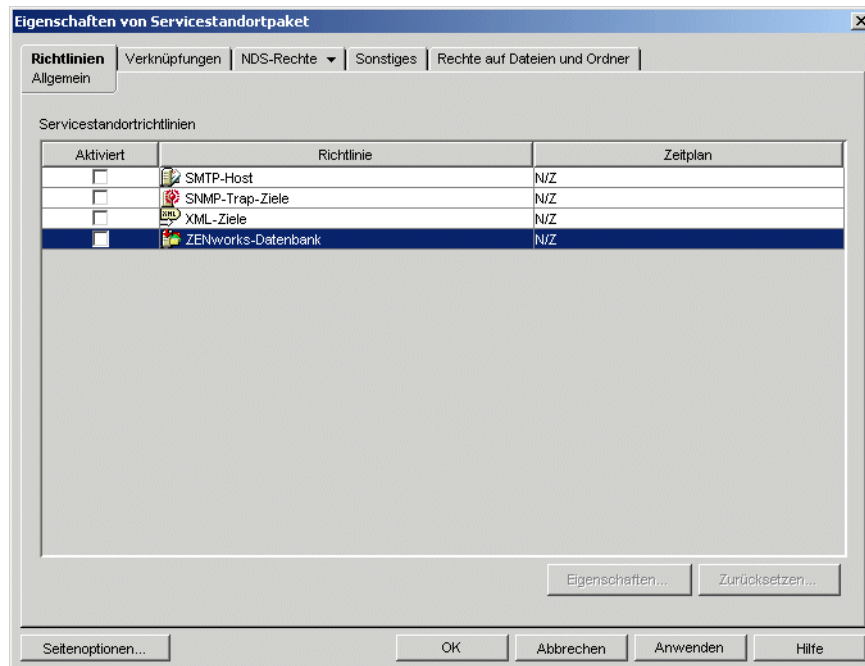 Eigenschaften von Servicestandortpaket
Richtlinien Verknüpfungen NDS-Rechte Sonstiges Rechte auf Dateien und Ordner
Allgemein
Servicestandortrichtlinien
Aktiviert Richtlinie Zeitplan
SMTP-Host N/Z
SNMP-Trap-Ziele N/Z
XML XML-Ziele N/Z
ZENworks-Datenbank N/Z
Eigenschaften... Zurücksetzen...
Seitenoptionen... OK Abbrechen Anwenden Hilfe